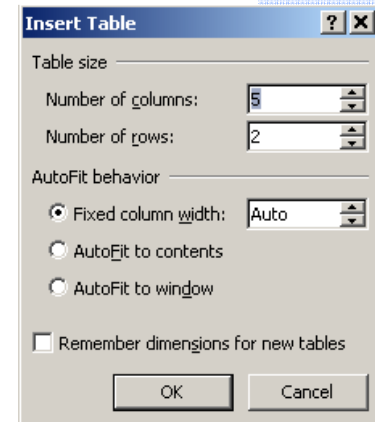 Insert Table
Table size
Number of columns: 5
Number of rows: 2
AutoFit behavior
Fixed column width: Auto
AutoFit to contents
AutoFit to window
Remember dimensions for new tables
OK Cancel